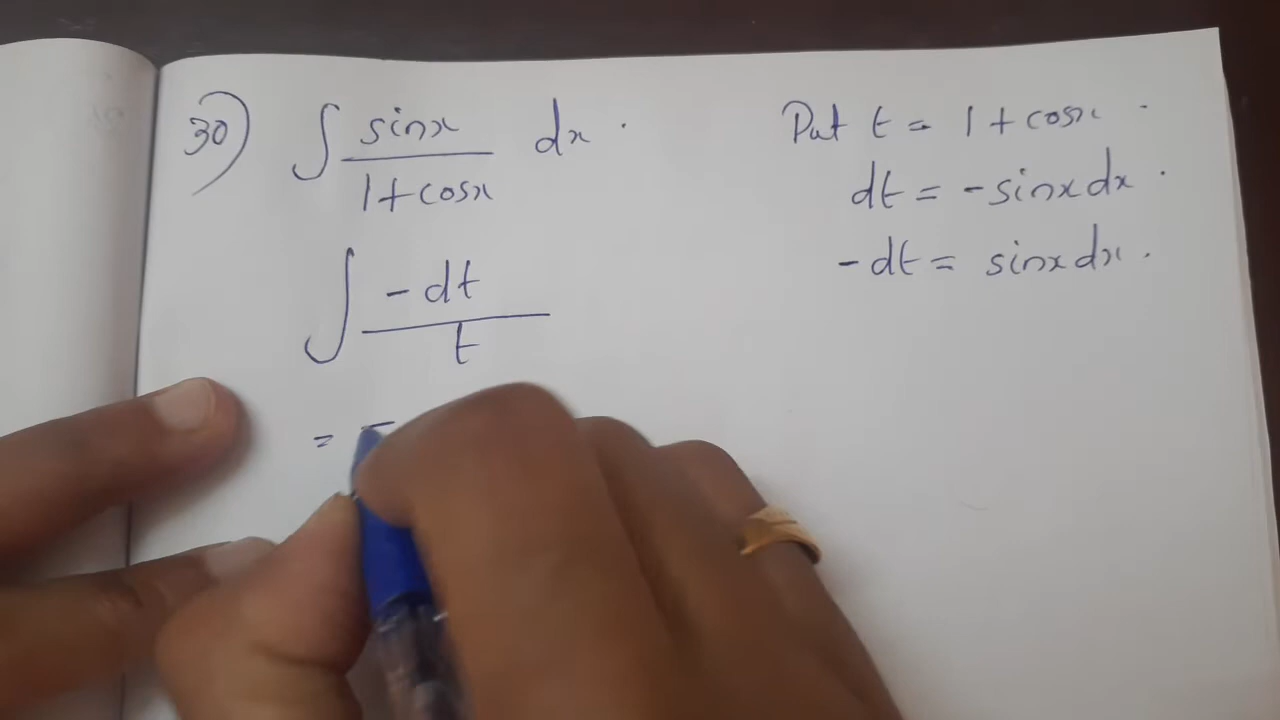 30) ∫ sinx / 1+cosx dx .
Put t = 1 + cosx .
dt = -sinx dx .
-dt = sinx dx .
∫ -dt / t
= -